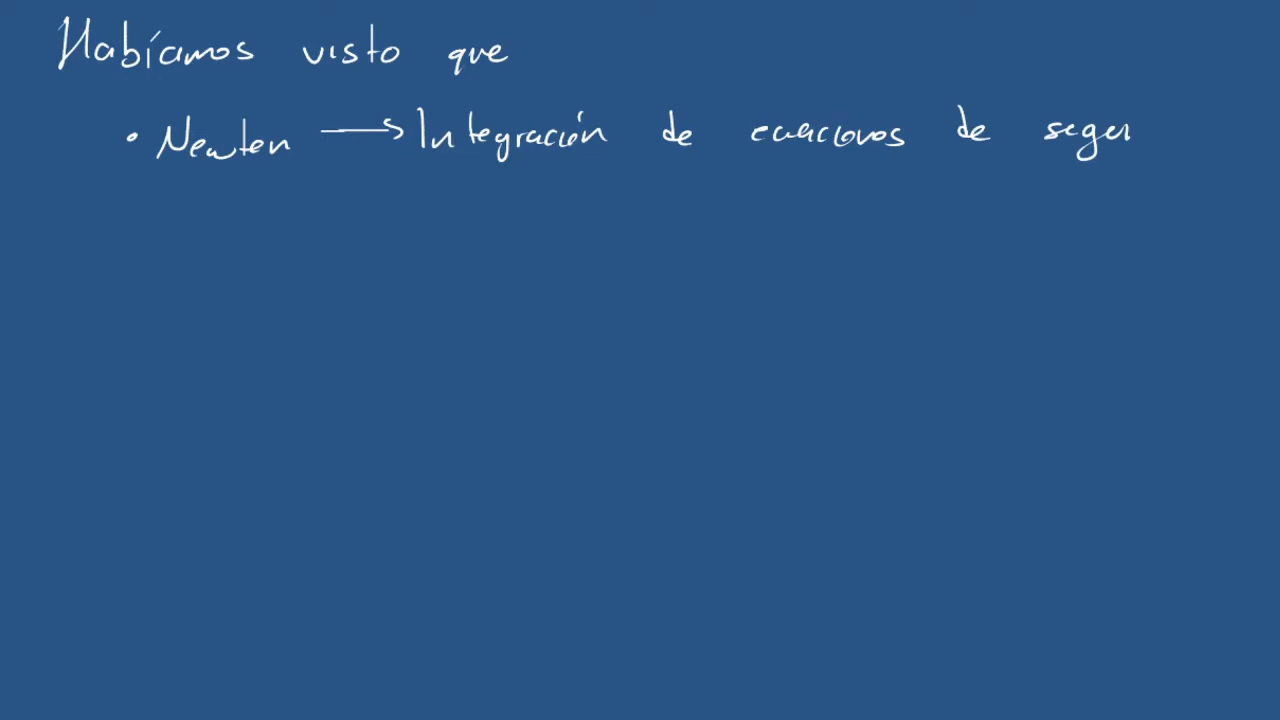 Habíamos visto que
• Newton → Integración de ecuaciones de segun